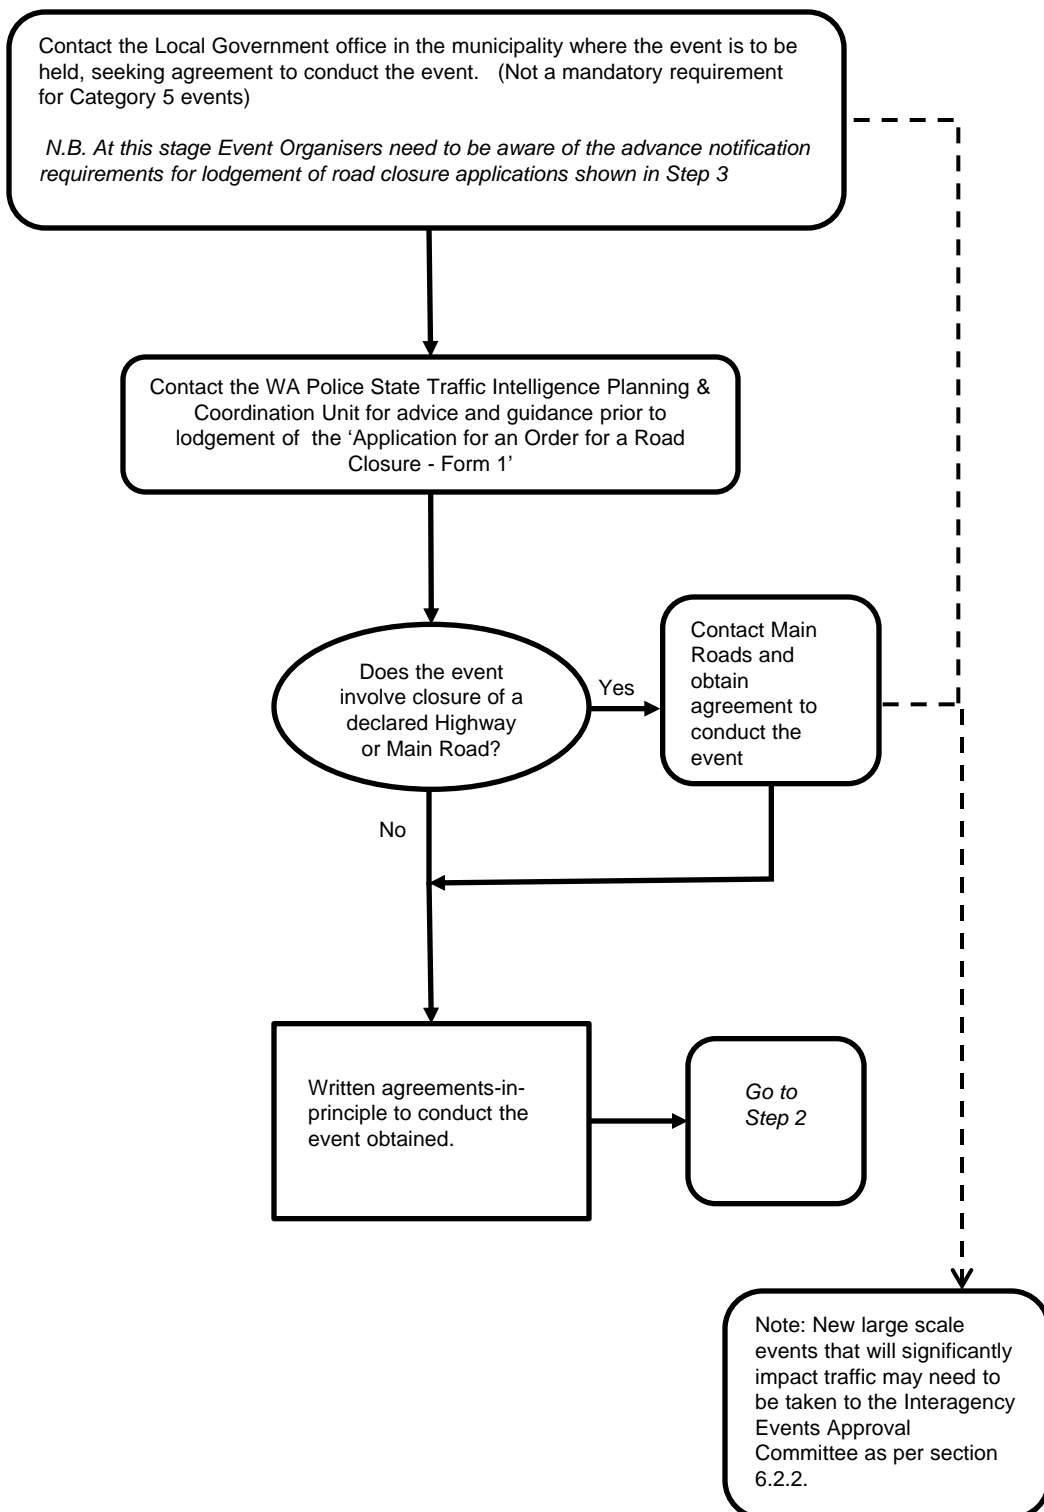 Contact the Local Government office in the municipality where the event is to be
held, seeking agreement to conduct the event.   (Not a mandatory requirement
for Category 5 events)
N.B. At this stage Event Organisers need to be aware of the advance notification
requirements for lodgement of road closure applications shown in Step 3
Contact the WA Police State Traffic Intelligence Planning &
Coordination Unit for advice and guidance prior to
lodgement of  the ‘Application for an Order for a Road
Closure - Form 1’
Does the event
involve closure of a
declared Highway
or Main Road?
Yes
Contact Main
Roads and
obtain
agreement to
conduct the
event
No
Written agreements-in-
principle to conduct the
event obtained.
Go to
Step 2
Note: New large scale
events that will significantly
impact traffic may need to
be taken to the Interagency
Events Approval
Committee as per section
6.2.2.